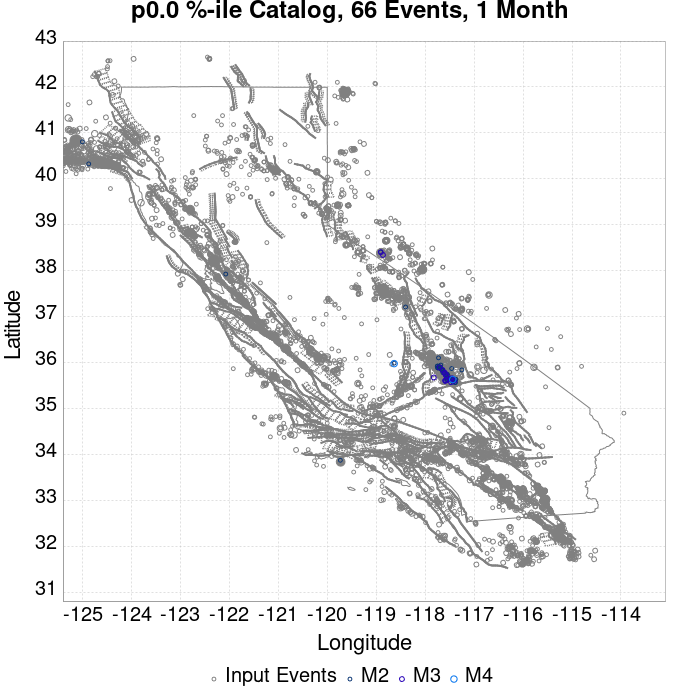 p0.0 %-ile Catalog, 66 Events, 1 Month
43
42
41
40
39
38
37
36
35
34
33
32
31
Latitude
-125 -124 -123 -122 -121 -120 -119 -118 -117 -116 -115 -114
Longitude
Input Events M2 M3 M4